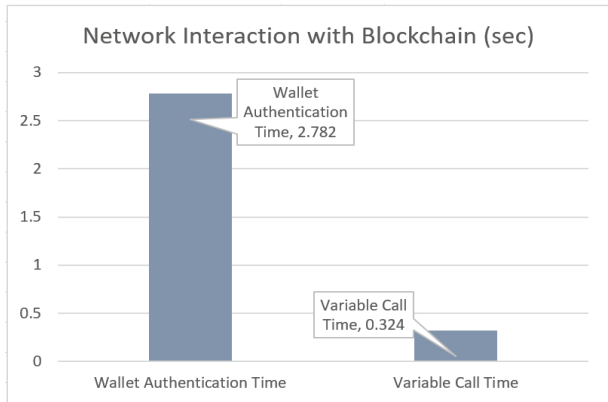 Network Interaction with Blockchain (sec)
3
2.5
2
1.5
1
0.5
0
Wallet
Authentication
Time, 2.782
Variable Call
Time, 0.324
Wallet Authentication Time
Variable Call Time